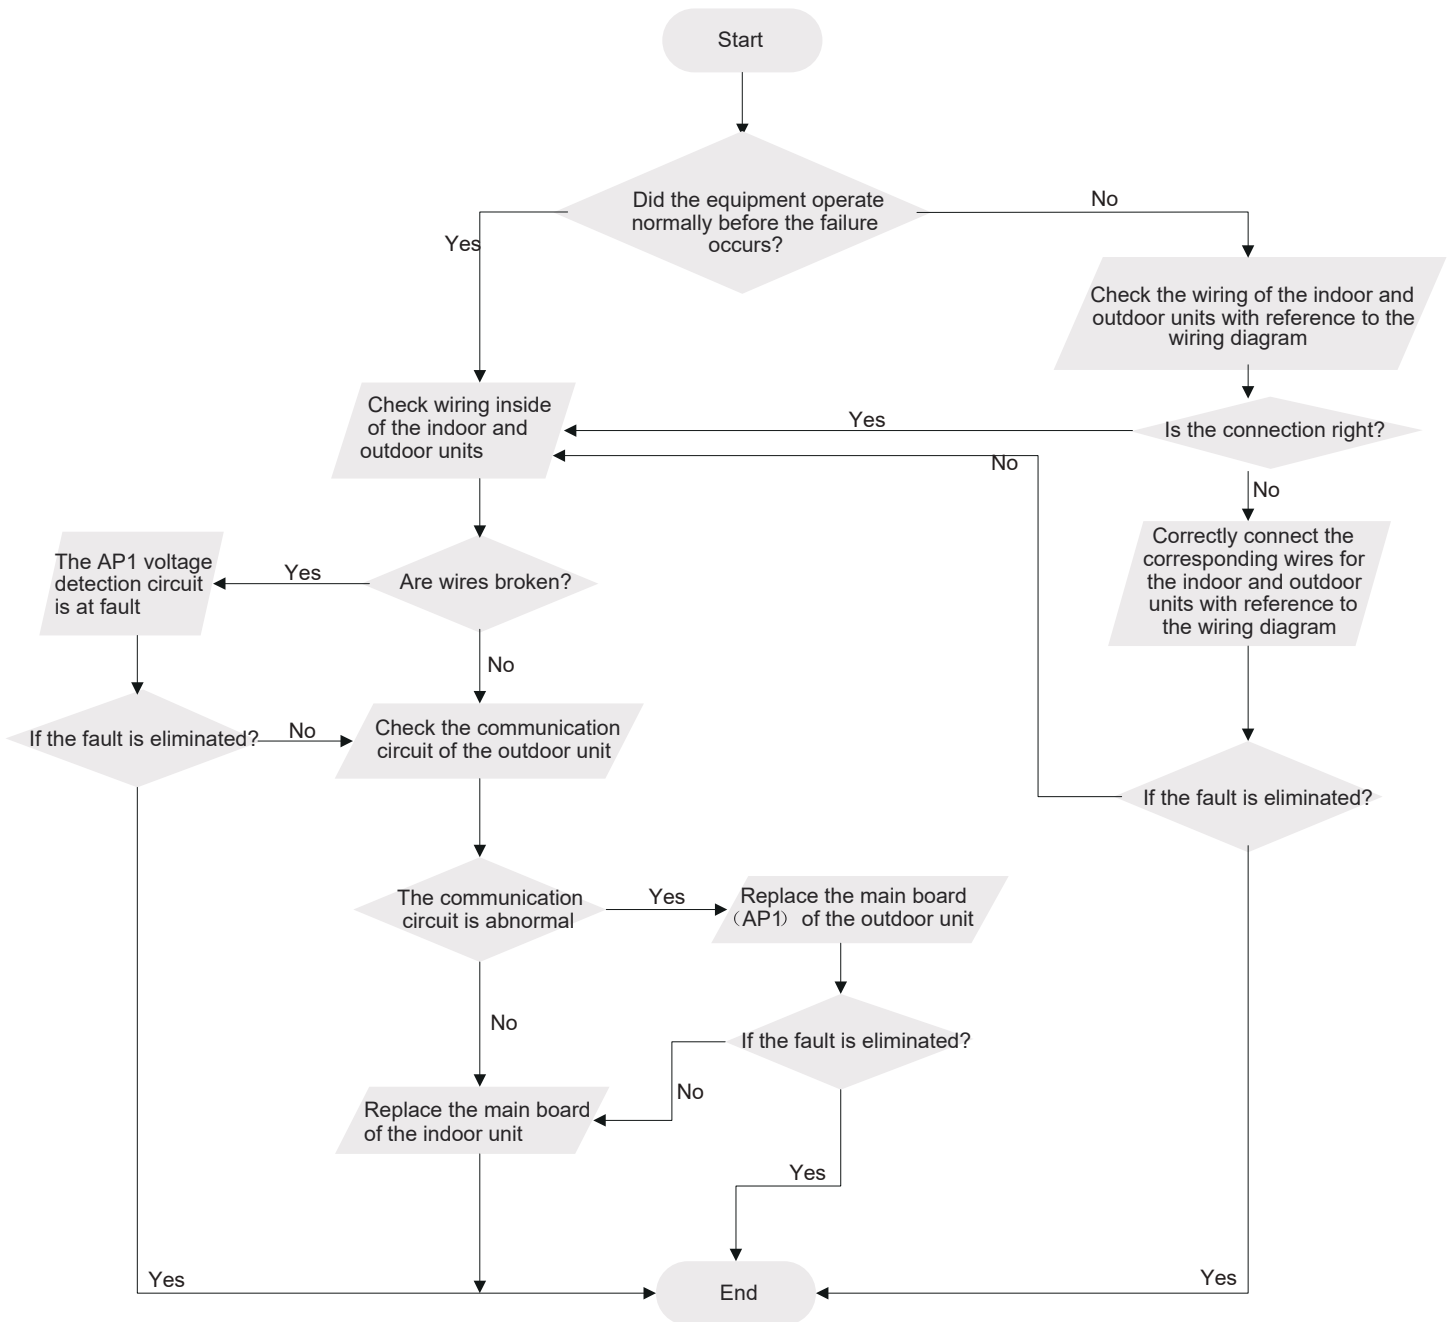 Start
Did the equipment operate
normally before the failure
occurs?
No
Yes
Check the wiring of the indoor and
outdoor units with reference to the
wiring diagram
Check wiring inside
of the indoor and
outdoor units
Yes
Is the connection right?
No
No
Correctly connect the
corresponding wires for
the indoor and outdoor
units with reference to
the wiring diagram
The AP1 voltage
detection circuit
is at fault
Yes
Are wires broken?
No
If the fault is eliminated?
No
Check the communication
circuit of the outdoor unit
If the fault is eliminated?
The communication
circuit is abnormal
Yes
Replace the main board
（AP1） of the outdoor unit
No
If the fault is eliminated?
No
Replace the main board
of the indoor unit
Yes
Yes
End
Yes